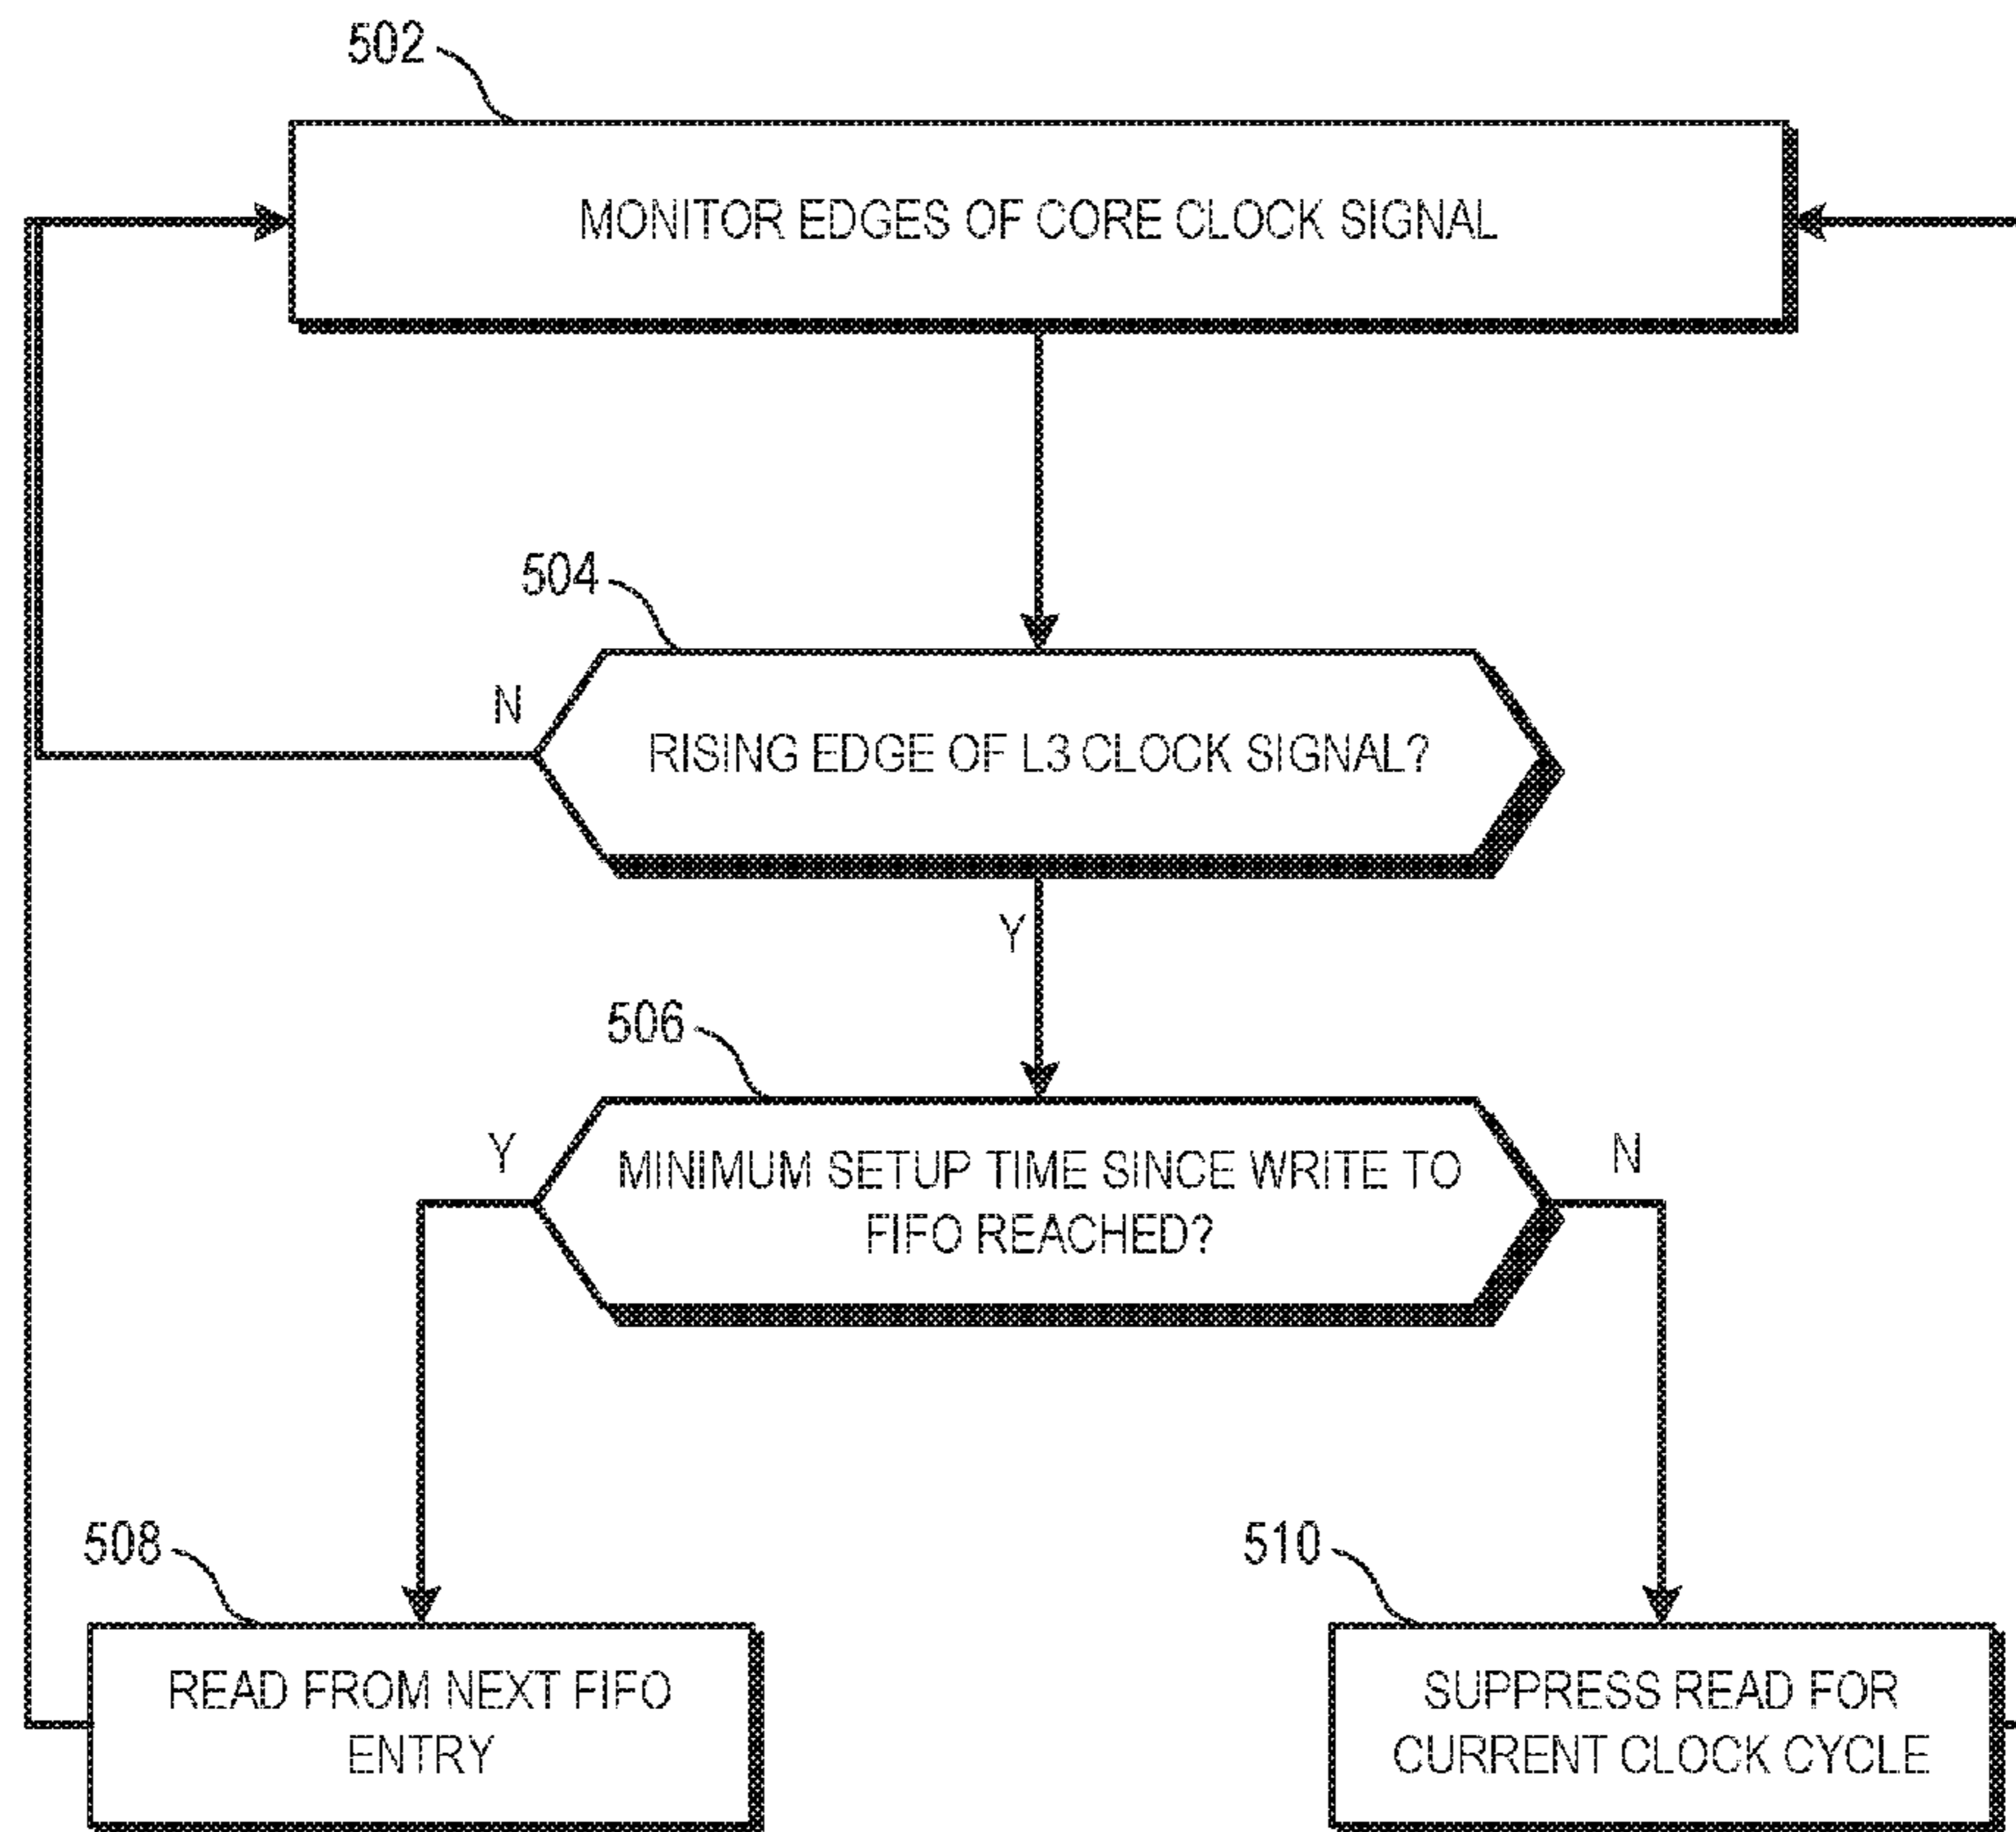 502
MONITOR EDGES OF CORE CLOCK SIGNAL
504
N
RISING EDGE OF L3 CLOCK SIGNAL?
Y
506
Y
MINIMUM SETUP TIME SINCE WRITE TO
FIFO REACHED?
N
508
READ FROM NEXT FIFO
ENTRY
510
SUPPRESS READ FOR
CURRENT CLOCK CYCLE